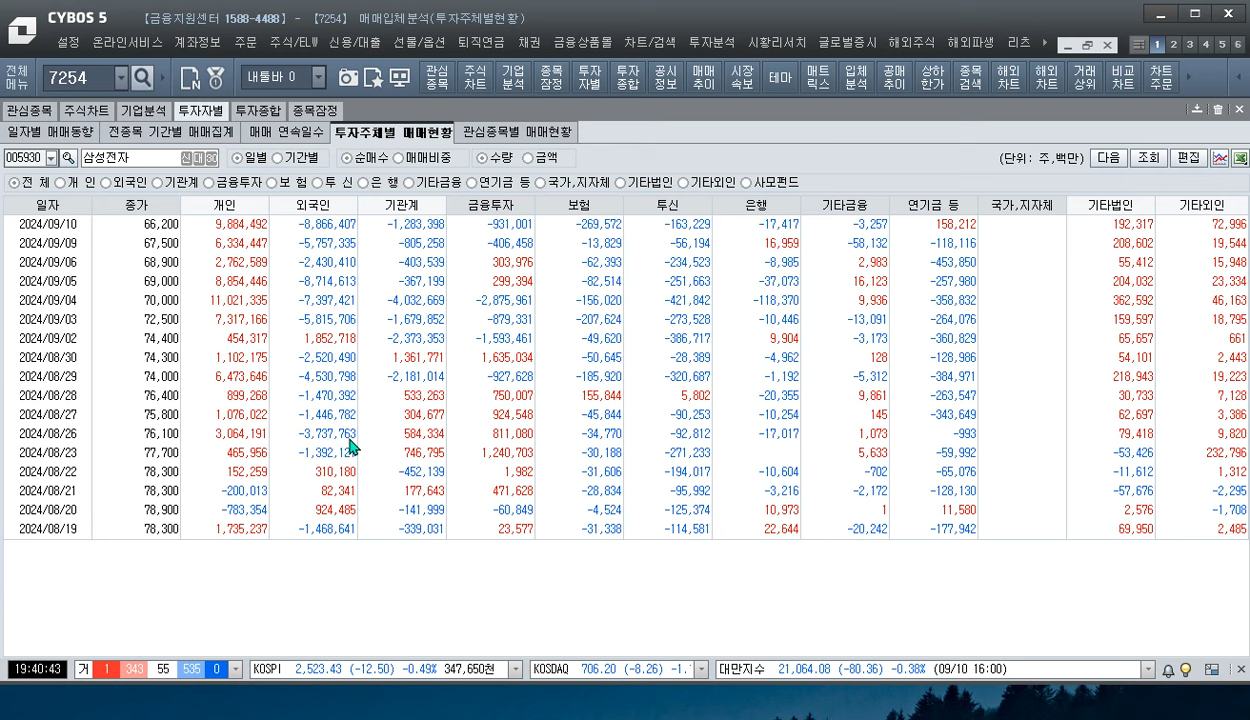 CYBOS 5 【금융지원센터 1588-4488】 - 【7254】 매매입체분석(투자주체별현황)
설정 온라인서비스 계좌정보 주문 주식/ELW 신용/대출 선물/옵션 퇴직연금 채권 금융상품몰 차트/검색 투자분석 시황리서치 글로벌증시 해외주식 해외파생 리츠 1 2 3 4 5 6
전체메뉴 7254 내툴바 0 관심종목 주식차트 기업분석 종목잠정 투자자별 투자종합 공시정보 매매추이 시장속보 테마 매트릭스 입체분석 공매추이 상하한가 종목검색 해외차트 해외차트 거래상위 비교차트 차트주문
관심종목 주식차트 기업분석 투자자별 투자종합 종목잠정
일자별 매매동향 전종목 기간별 매매집계 매매 연속일수 투자주체별 매매현황 관심종목별 매매현황
005930 삼성전자 신 대 30 일별 기간별 순매수 매매비중 수량 금액 (단위: 주,백만) 다음 조회 편집
전 체 개 인 외국인 기관계 금융투자 보 험 투 신 은 행 기타금융 연기금 등 국가,지자체 기타법인 기타외인 사모펀드
일자 종가 개인 외국인 기관계 금융투자 보험 투신 은행 기타금융 연기금 등 국가,지자체 기타법인 기타외인
2024/09/10 66,200 9,884,492 -8,866,407 -1,283,398 -931,001 -269,572 -163,229 -17,417 -3,257 158,212 192,317 72,996
2024/09/09 67,500 6,334,447 -5,757,335 -805,258 -406,458 -13,829 -56,194 16,959 -58,132 -118,116 208,602 19,544
2024/09/06 68,900 2,762,589 -2,430,410 -403,539 303,976 -62,393 -234,523 -8,985 2,983 -453,850 55,412 15,948
2024/09/05 69,000 8,854,446 -8,714,613 -367,199 299,394 -82,514 -251,663 -37,073 16,123 -257,980 204,032 23,334
2024/09/04 70,000 11,021,335 -7,397,421 -4,032,669 -2,875,961 -156,020 -421,842 -118,370 9,936 -358,832 362,592 46,163
2024/09/03 72,500 7,317,166 -5,815,706 -1,679,852 -879,331 -207,624 -273,528 -10,446 -13,091 -264,076 159,597 18,795
2024/09/02 74,400 454,317 1,852,718 -2,373,353 -1,593,461 -49,620 -386,717 9,904 -3,173 -360,829 65,657 661
2024/08/30 74,300 1,102,175 -2,520,490 1,361,771 1,635,034 -50,645 -28,389 -4,962 128 -128,986 54,101 2,443
2024/08/29 74,000 6,473,646 -4,530,798 -2,181,014 -927,628 -185,920 -320,687 -1,192 -5,312 -384,971 218,943 19,223
2024/08/28 76,400 899,268 -1,470,392 533,263 750,007 155,844 5,802 -20,355 9,861 -263,547 30,733 7,128
2024/08/27 75,800 1,076,022 -1,446,782 304,677 924,548 -45,844 -90,253 -10,254 145 -343,649 62,697 3,386
2024/08/26 76,100 3,064,191 -3,737,763 584,334 811,080 -34,770 -92,812 -17,017 1,073 -993 79,418 9,820
2024/08/23 77,700 465,956 746,795 1,240,703 -30,188 -271,233 5,633 -59,992 -53,426 232,796
2024/08/22 78,300 152,259 310,180 -452,139 1,982 -31,606 -194,017 -10,604 -702 -65,076 -11,612 1,312
2024/08/21 78,300 -200,013 82,341 177,643 471,628 -28,834 -95,992 -3,216 -2,172 -128,130 -57,676 -2,295
2024/08/20 78,900 -783,354 924,485 -141,999 -60,849 -4,524 -125,374 10,973 1 11,580 2,576 -1,708
2024/08/19 78,300 1,735,237 -1,468,641 -339,031 23,577 -31,338 -114,581 22,644 -20,242 -177,942 69,950 2,485
19:40:43 거 1 343 55 535 0 KOSPI 2,523.43 (-12.50) -0.49% 347,650천 KOSDAQ 706.20 (-8.26) -1. 대만지수 21,064.08 (-80.36) -0.38% (09/10 16:00)